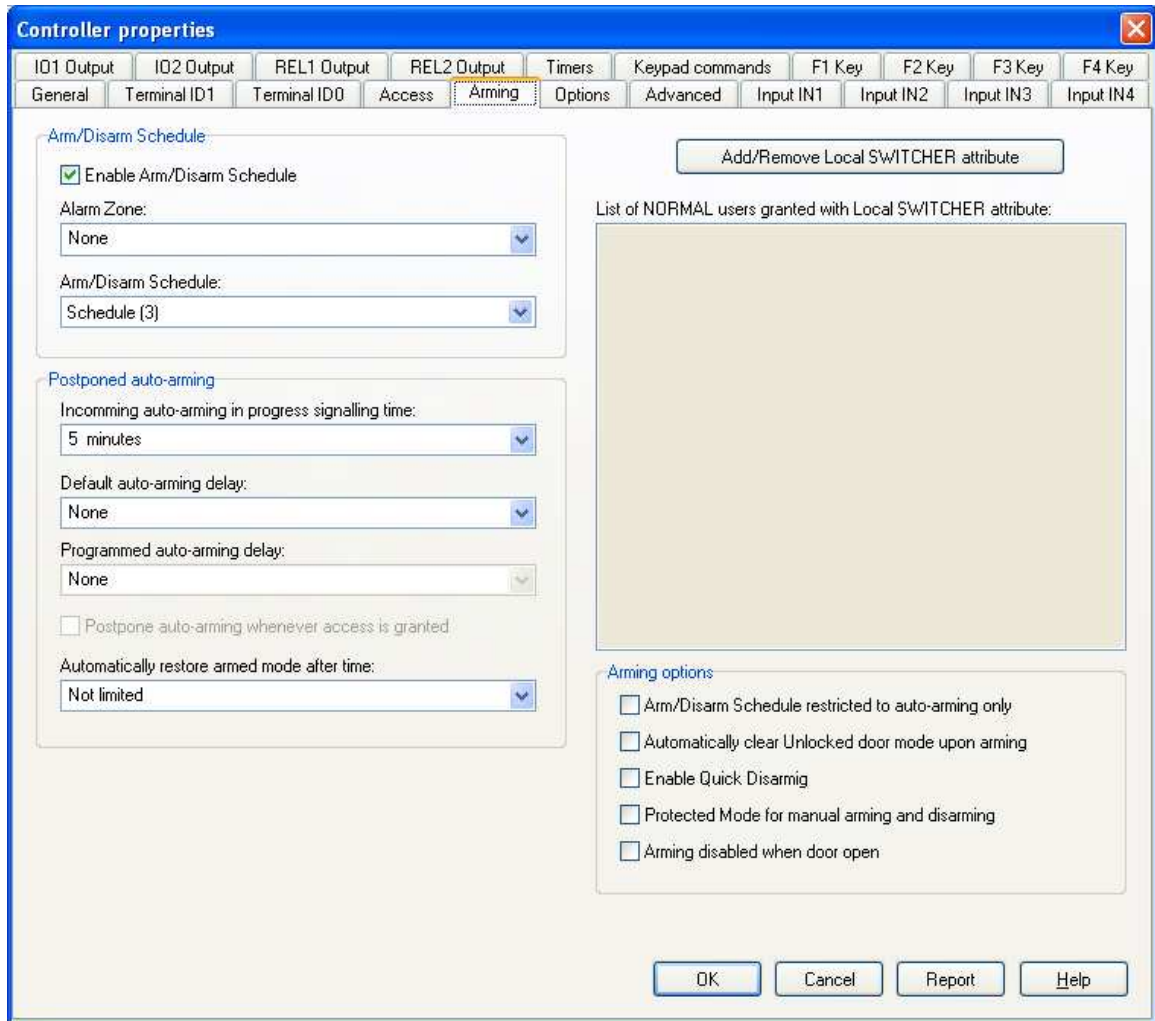 Controller properties
IO1 Output IO2 Output REL1 Output REL2 Output Timers Keypad commands F1 Key F2 Key F3 Key F4 Key
General Terminal ID1 Terminal ID0 Access Arming Options Advanced Input IN1 Input IN2 Input IN3 Input IN4
Arm/Disarm Schedule
Enable Arm/Disarm Schedule
Alarm Zone:
None
Arm/Disarm Schedule:
Schedule (3)
Postponed auto-arming
Incomming auto-arming in progress signalling time:
5 minutes
Default auto-arming delay:
None
Programmed auto-arming delay:
None
Postpone auto-arming whenever access is granted
Automatically restore armed mode after time:
Not limited
Add/Remove Local SWITCHER attribute
List of NORMAL users granted with Local SWITCHER attribute:
Arming options
Arm/Disarm Schedule restricted to auto-arming only
Automatically clear Unlocked door mode upon arming
Enable Quick Disarmig
Protected Mode for manual arming and disarming
Arming disabled when door open
OK Cancel Report Help